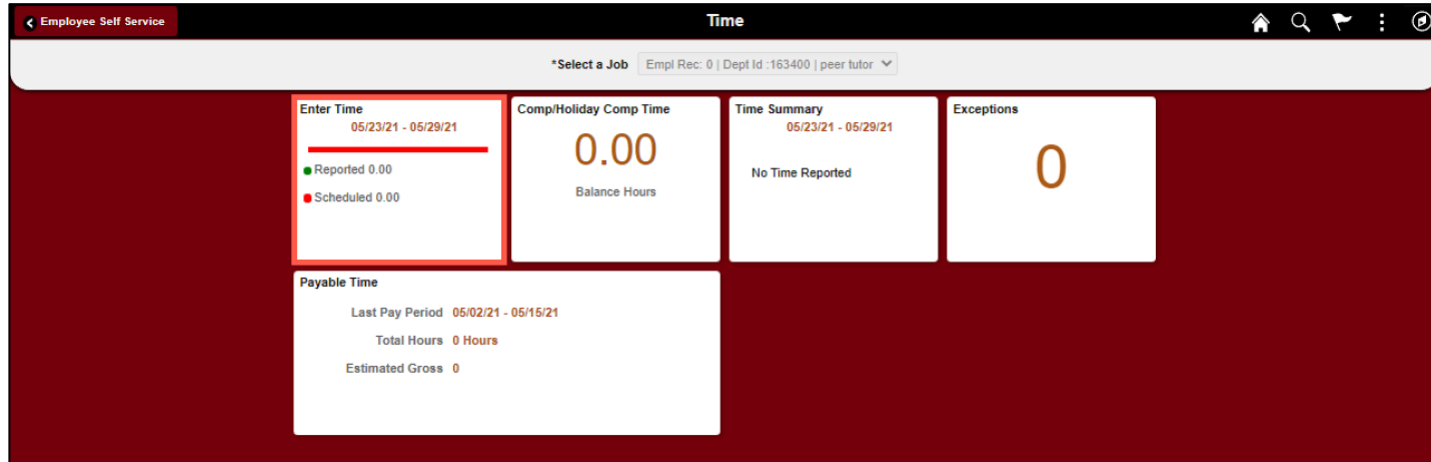 Employee Self Service
Time
*Select a Job Empl Rec: 0 | Dept Id :163400 | peer tutor
Enter Time
05/23/21 - 05/29/21
Reported 0.00
Scheduled 0.00
Comp/Holiday Comp Time
0.00
Balance Hours
Time Summary
05/23/21 - 05/29/21
No Time Reported
Exceptions
0
Payable Time
Last Pay Period 05/02/21 - 05/15/21
Total Hours 0 Hours
Estimated Gross 0